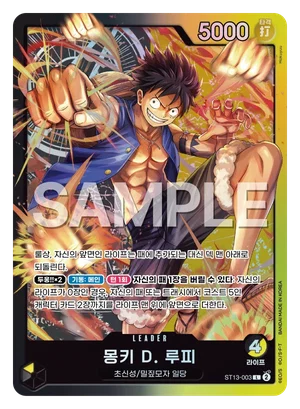 5000
타격
打
SAMPLE
룰상, 자신의 앞면인 라이프는 패에 추가되는 대신 덱 맨 아래로
되돌린다.
두웅!!×2 기동: 메인 턴 1회 자신의 패 1장을 버릴 수 있다: 자신의
라이프가 0장인 경우, 자신의 패 또는 트래시에서 코스트 5인
캐릭터 카드 2장까지를 라이프 맨 위에 앞면으로 더한다.
LEADER
몽키 D. 루피
초신성/밀짚모자 일당
4
라이프
ST13-003 L 2